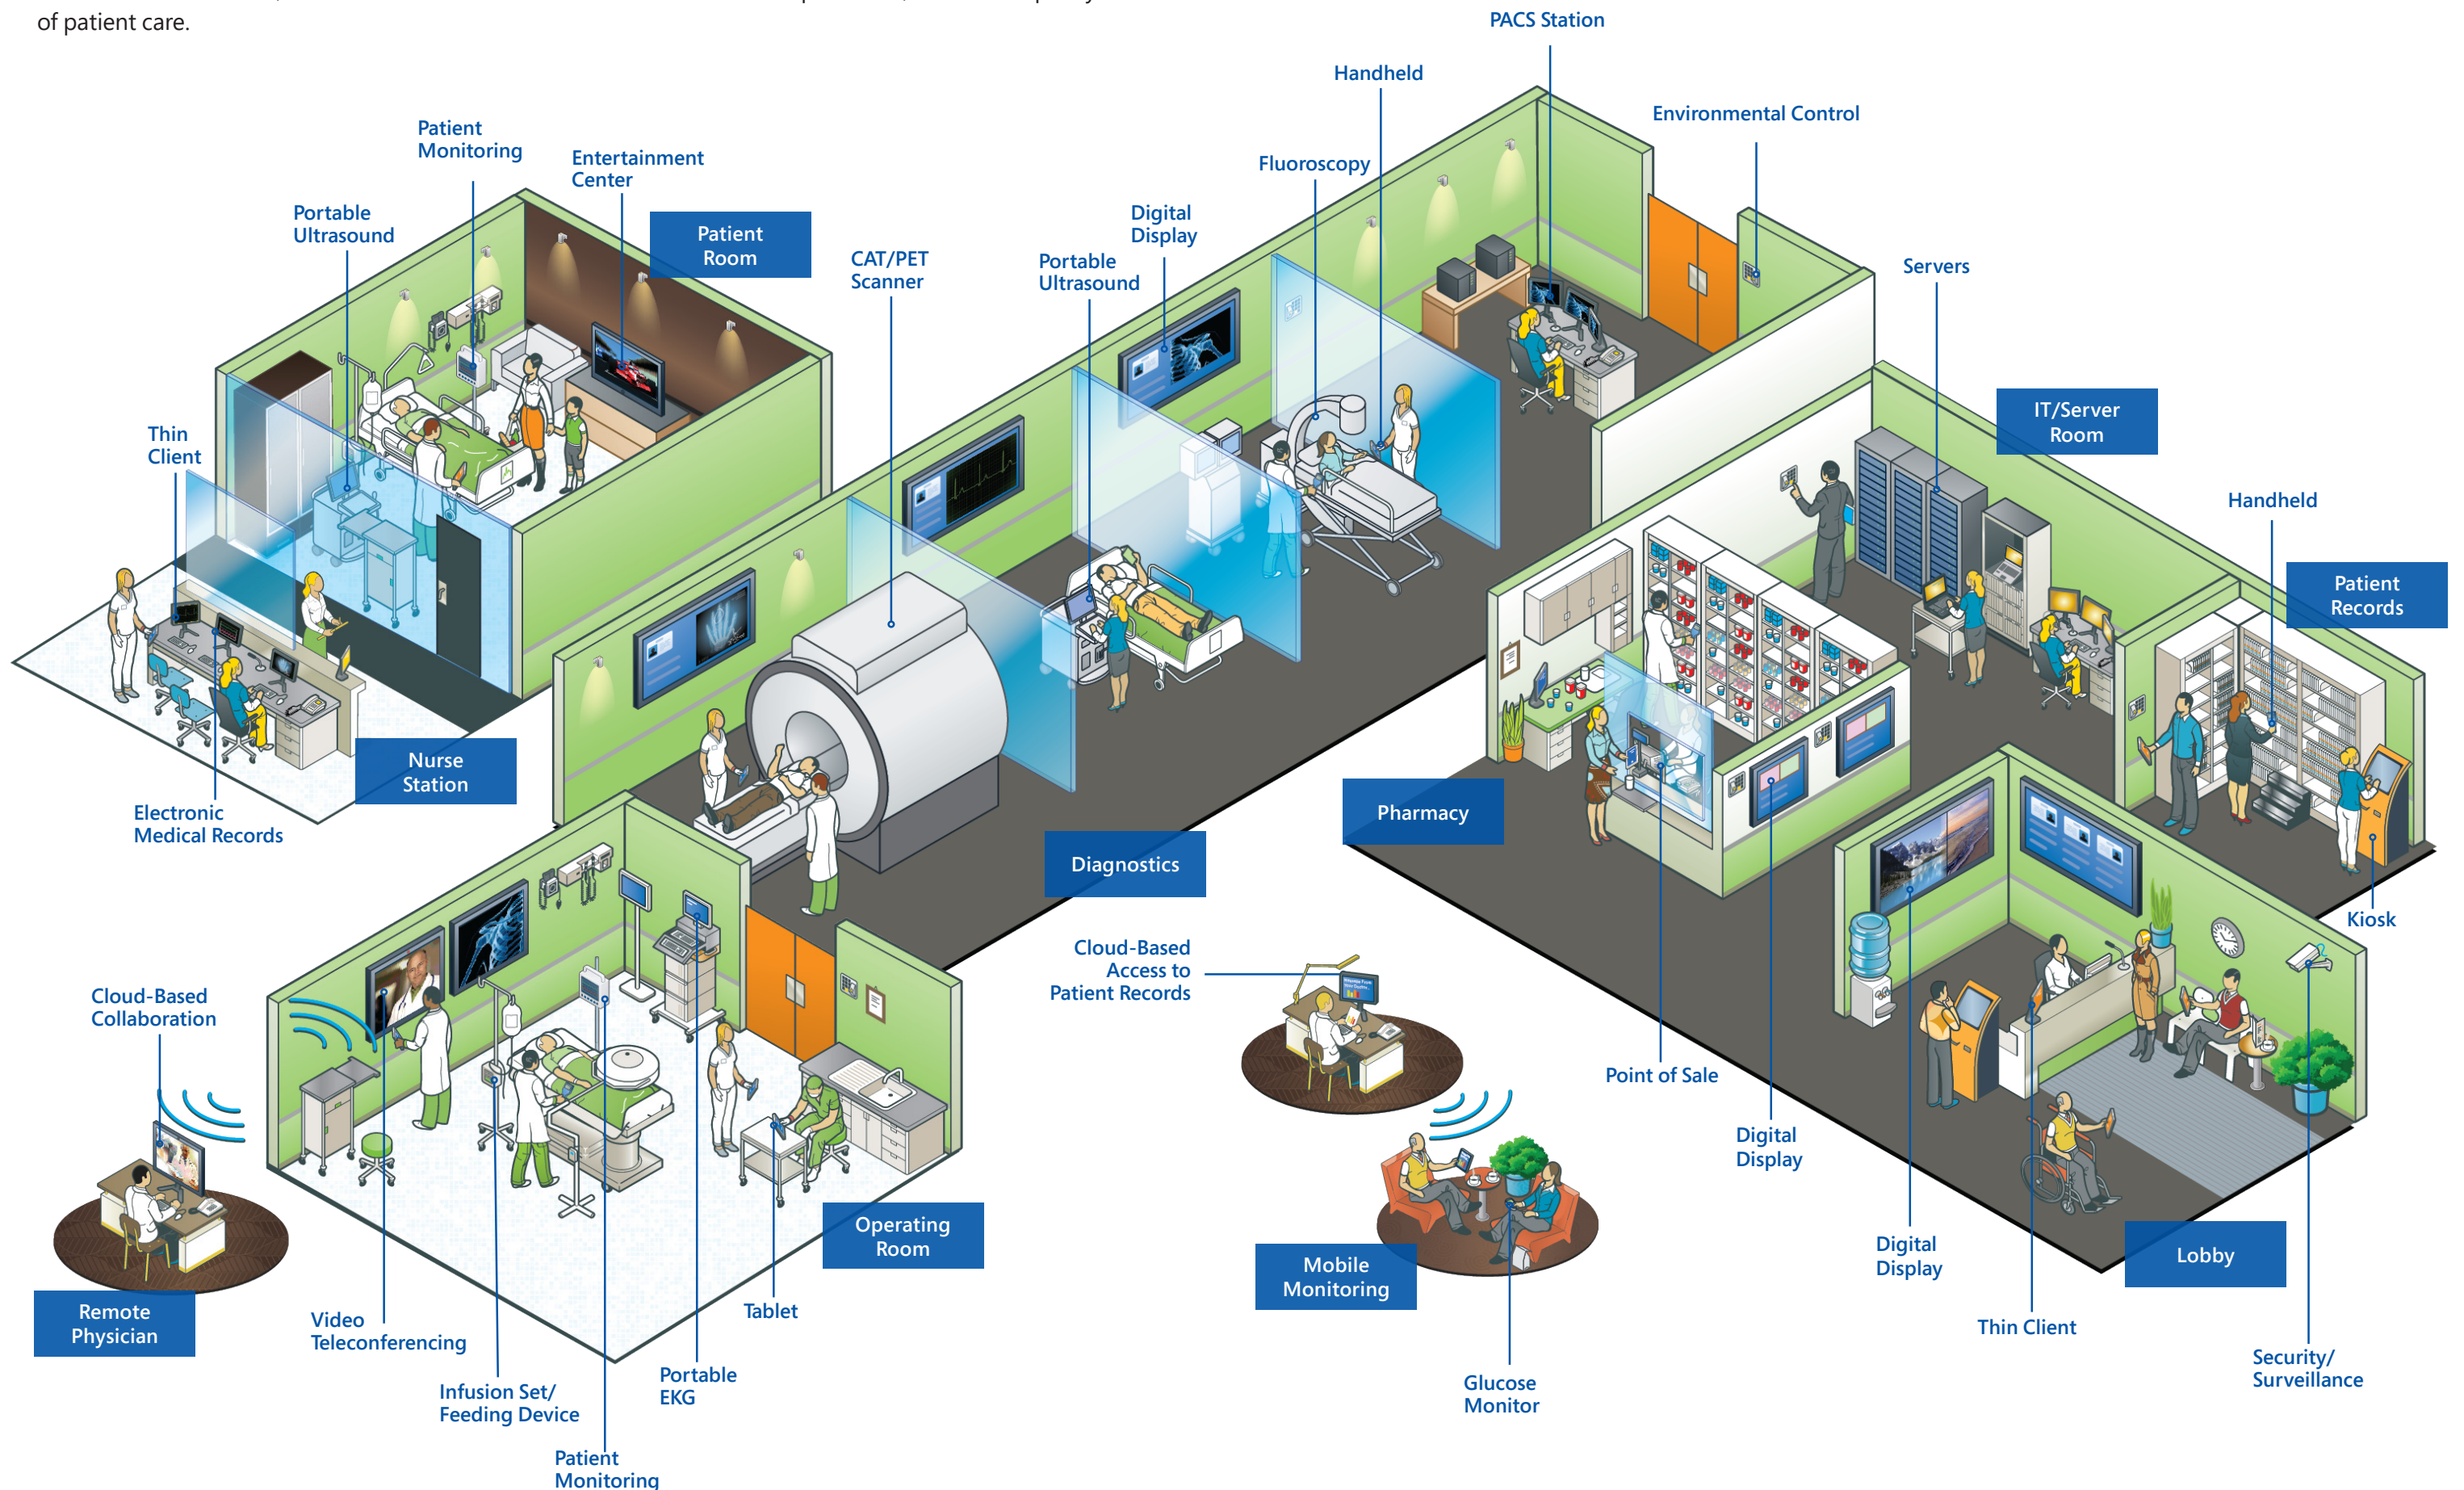 of patient care.
PACS Station
Handheld
Environmental Control
Patient
Monitoring
Entertainment
Center
Fluoroscopy
Portable
Ultrasound
Patient
Room
Digital
Display
CAT/PET
Scanner
Portable
Ultrasound
Servers
IT/Server
Room
Thin
Client
Handheld
Patient
Records
Nurse
Station
Electronic
Medical Records
Pharmacy
Diagnostics
Kiosk
Cloud-Based
Access to
Patient Records
Cloud-Based
Collaboration
Point of Sale
Digital
Display
Operating
Room
Digital
Display
Lobby
Mobile
Monitoring
Remote
Physician
Video
Teleconferencing
Tablet
Thin Client
Security/
Surveillance
Portable
EKG
Infusion Set/
Feeding Device
Glucose
Monitor
Patient
Monitoring